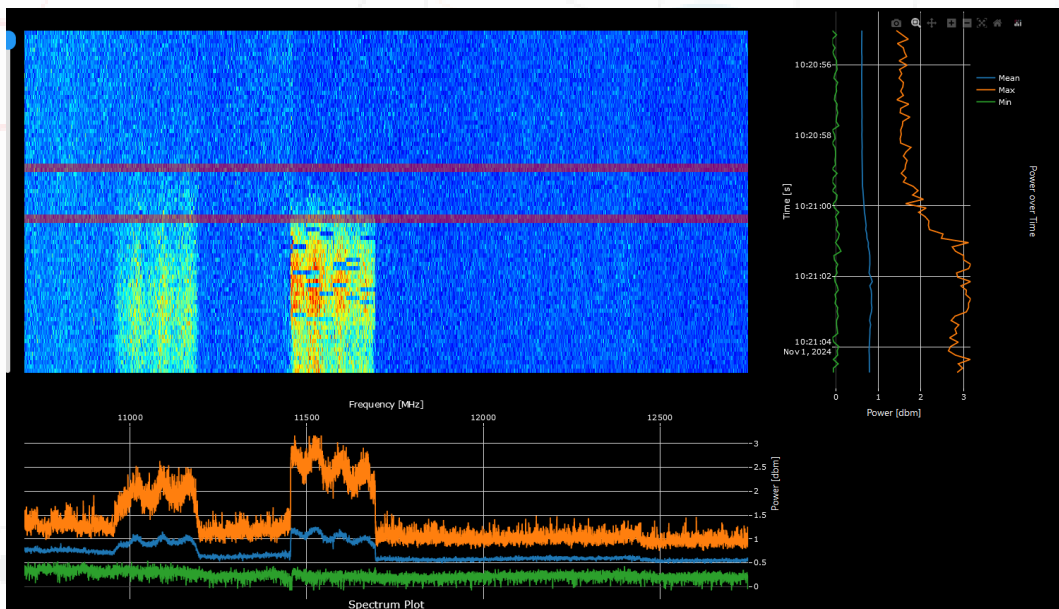 10:20:56
10:20:58
10:21:00
10:21:02
10:21:04
Nov 1, 2024
Time [s]
0
1
2
3
Power [dbm]
Mean
Max
Min
Power over Time
Frequency [MHz]
11000
11500
12000
12500
3
2.5
2
1.5
1
0.5
0
Power [dbm]
Spectrum Plot